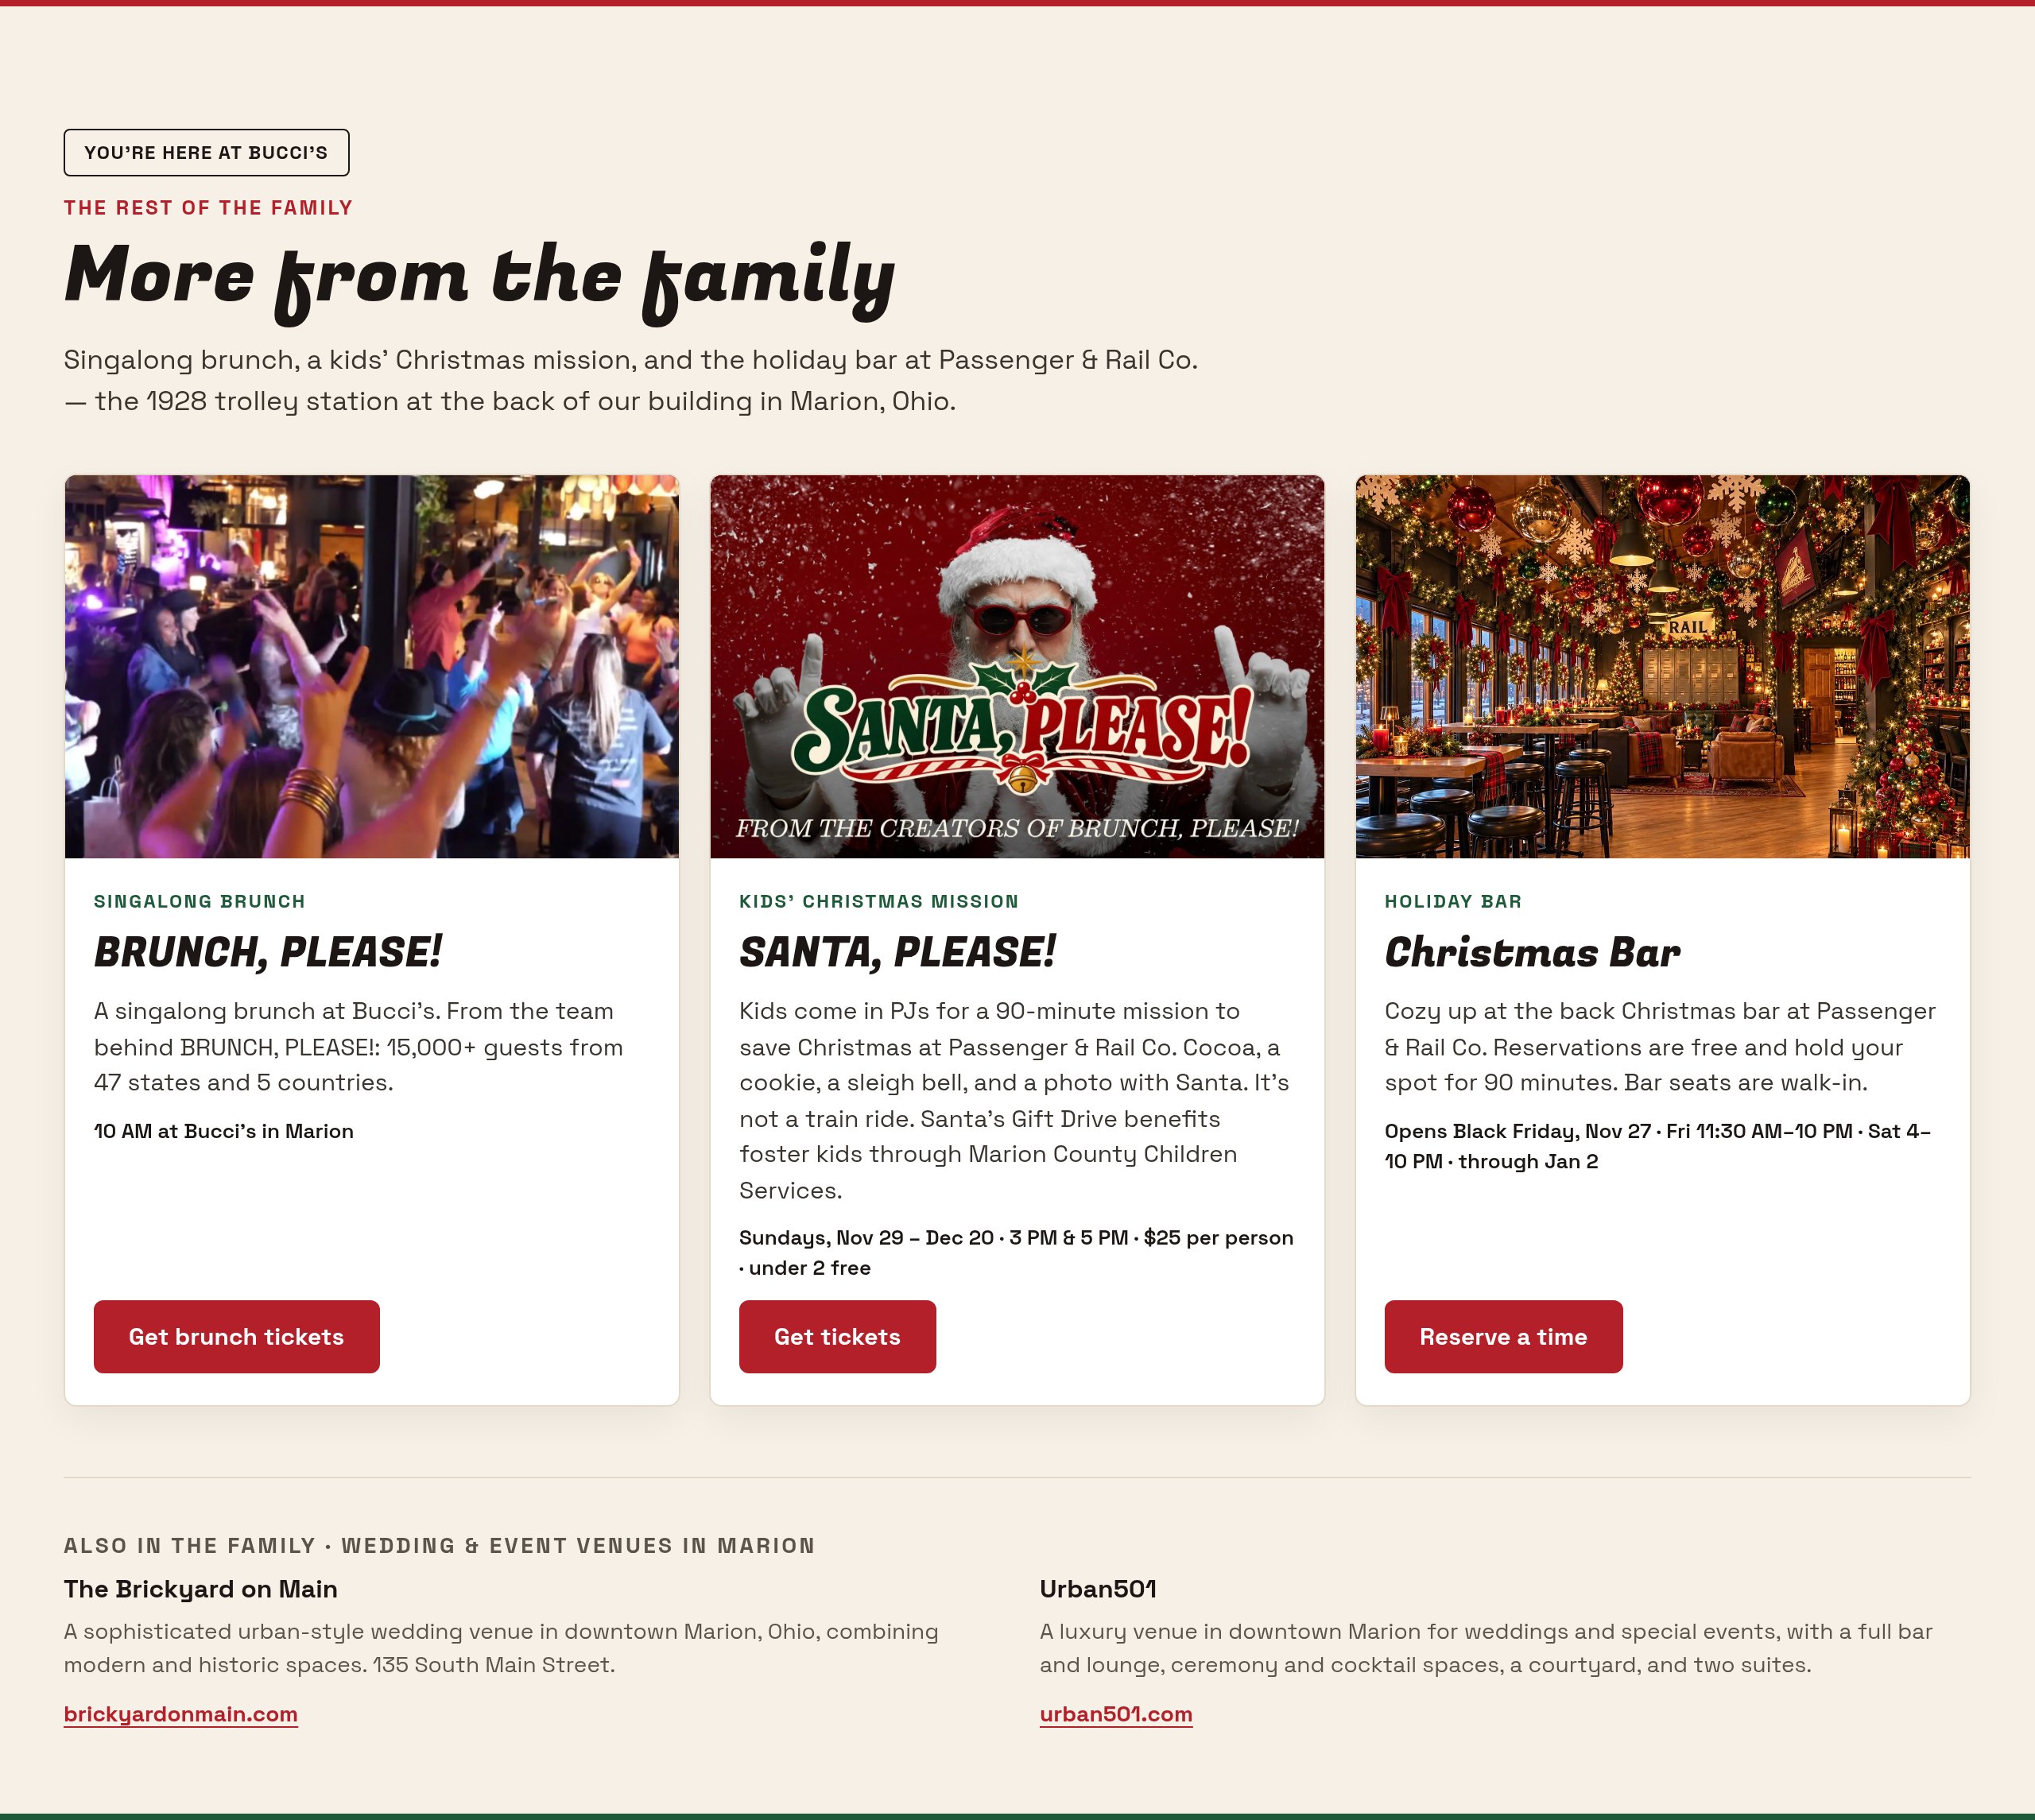 YOU’RE HERE AT BUCCI’S
THE REST OF THE FAMILY
More from the family
Singalong brunch, a kids’ Christmas mission, and the holiday bar at Passenger & Rail Co.
— the 1928 trolley station at the back of our building in Marion, Ohio.
SANTA, PLEASE!
FROM THE CREATORS OF BRUNCH, PLEASE!
RAIL
SINGALONG BRUNCH
BRUNCH, PLEASE!
A singalong brunch at Bucci’s. From the team
behind BRUNCH, PLEASE!: 15,000+ guests from
47 states and 5 countries.
10 AM at Bucci’s in Marion
Get brunch tickets
KIDS’ CHRISTMAS MISSION
SANTA, PLEASE!
Kids come in PJs for a 90-minute mission to
save Christmas at Passenger & Rail Co. Cocoa, a
cookie, a sleigh bell, and a photo with Santa. It’s
not a train ride. Santa’s Gift Drive benefits
foster kids through Marion County Children
Services.
Sundays, Nov 29 – Dec 20 · 3 PM & 5 PM · $25 per person
· under 2 free
Get tickets
HOLIDAY BAR
Christmas Bar
Cozy up at the back Christmas bar at Passenger
& Rail Co. Reservations are free and hold your
spot for 90 minutes. Bar seats are walk-in.
Opens Black Friday, Nov 27 · Fri 11:30 AM–10 PM · Sat 4–
10 PM · through Jan 2
Reserve a time
ALSO IN THE FAMILY · WEDDING & EVENT VENUES IN MARION
The Brickyard on Main
A sophisticated urban-style wedding venue in downtown Marion, Ohio, combining
modern and historic spaces. 135 South Main Street.
brickyardonmain.com
Urban501
A luxury venue in downtown Marion for weddings and special events, with a full bar
and lounge, ceremony and cocktail spaces, a courtyard, and two suites.
urban501.com